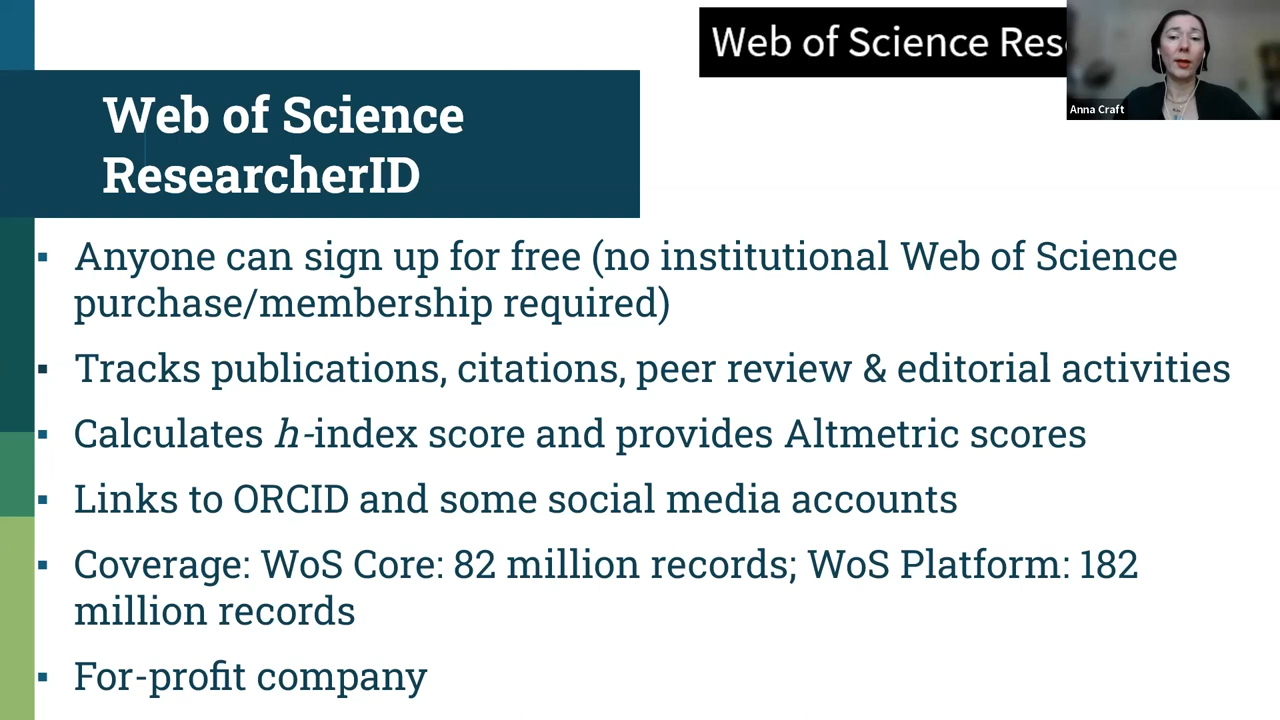 Web of Science Res
Anna Craft
Web of Science
ResearcherID
▪ Anyone can sign up for free (no institutional Web of Science
purchase/membership required)
▪ Tracks publications, citations, peer review & editorial activities
▪ Calculates h-index score and provides Altmetric scores
▪ Links to ORCID and some social media accounts
▪ Coverage: WoS Core: 82 million records; WoS Platform: 182
million records
▪ For-profit company